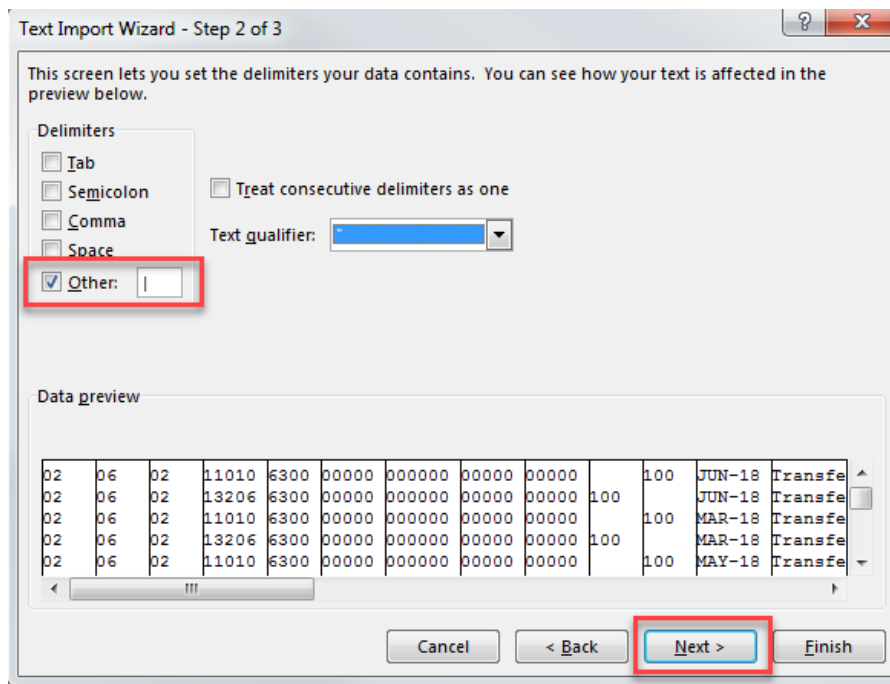 Text Import Wizard - Step 2 of 3
This screen lets you set the delimiters your data contains. You can see how your text is affected in the
preview below.
Delimiters
Tab
Semicolon
Comma
Space
Other: |
Treat consecutive delimiters as one
Text qualifier: "
Data preview
02 06 02 11010 6300 00000 000000 00000 00000 100 JUN-18 Transfe
02 06 02 13206 6300 00000 000000 00000 00000 100 JUN-18 Transfe
02 06 02 11010 6300 00000 000000 00000 00000 100 MAR-18 Transfe
02 06 02 13206 6300 00000 000000 00000 00000 100 MAR-18 Transfe
02 06 02 11010 6300 00000 000000 00000 00000 100 MAY-18 Transfe
Cancel < Back Next > Finish